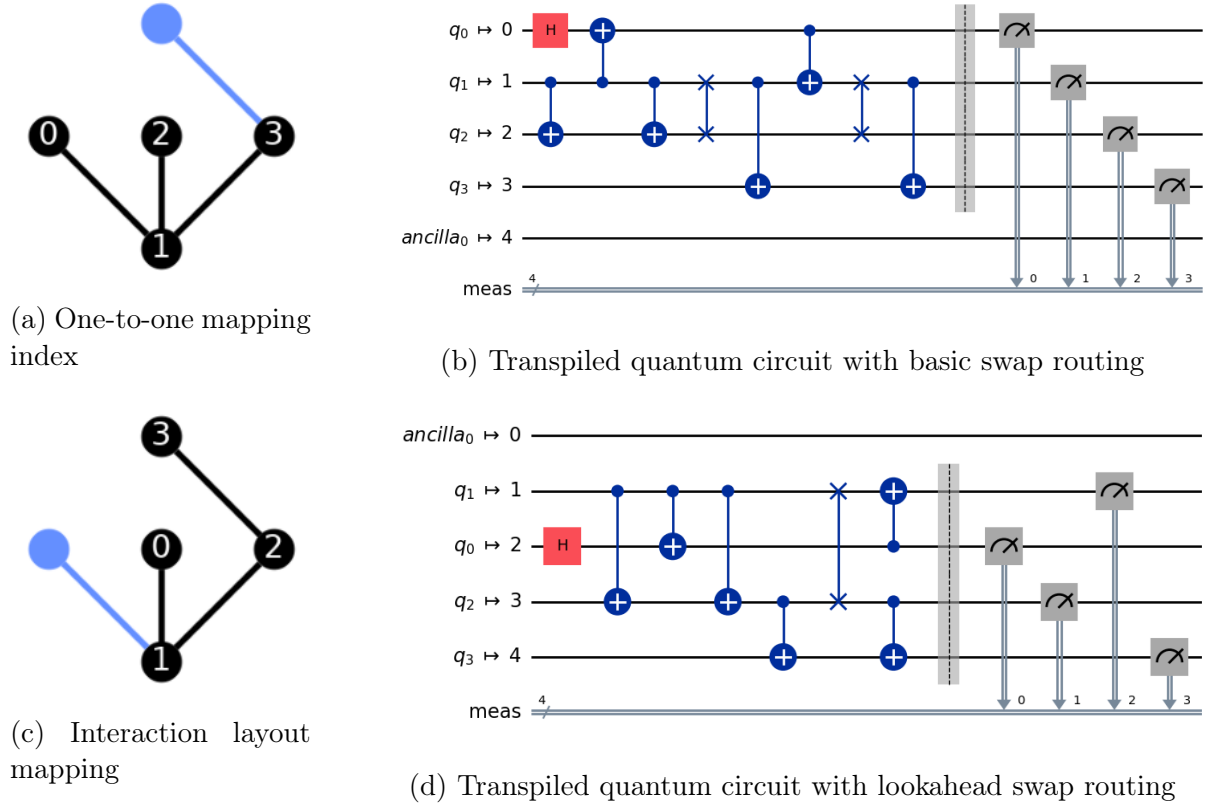 0
2
3
1
(a) One-to-one mapping
index
q₀ ↦ 0
H
q₁ ↦ 1
q₂ ↦ 2
q₃ ↦ 3
ancilla₀ ↦ 4
meas
4
0
1
2
3
(b) Transpiled quantum circuit with basic swap routing
3
0
2
1
(c) Interaction layout
mapping
ancilla₀ ↦ 0
q₁ ↦ 1
q₀ ↦ 2
H
q₂ ↦ 3
q₃ ↦ 4
meas
4
0
1
2
3
(d) Transpiled quantum circuit with lookahead swap routing